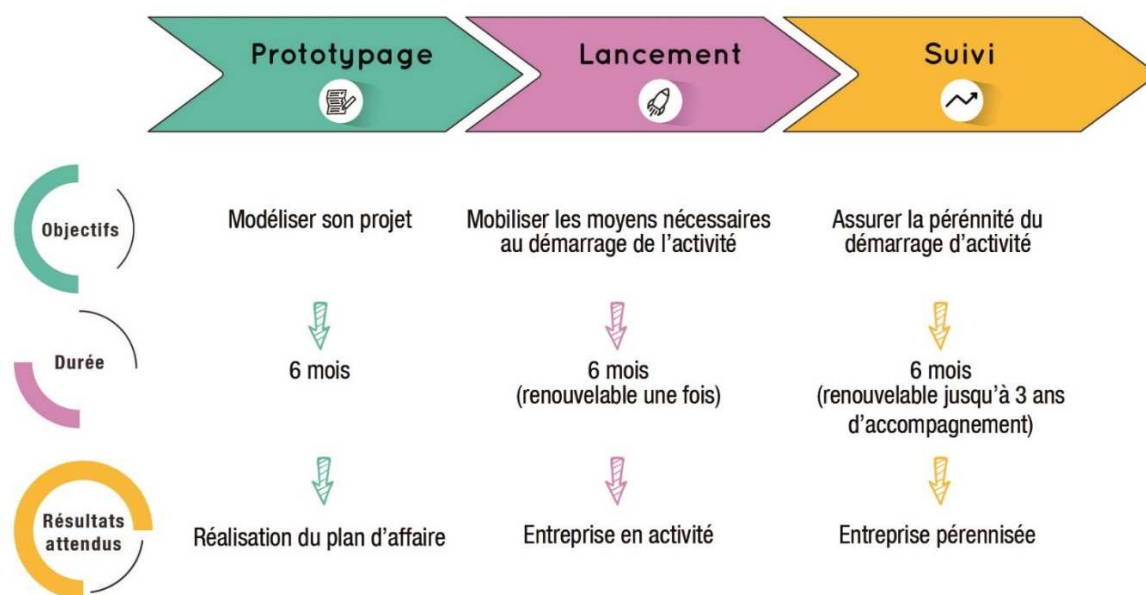 Prototypage
Lancement
Suivi
Objectifs
Modéliser son projet
Mobiliser les moyens nécessaires
au démarrage de l'activité
Assurer la pérénnité du
démarrage d'activité
Durée
6 mois
6 mois
(renouvelable une fois)
6 mois
(renouvelable jusqu'à 3 ans
d'accompagnement)
Résultats
attendus
Réalisation du plan d'affaire
Entreprise en activité
Entreprise pérennisée